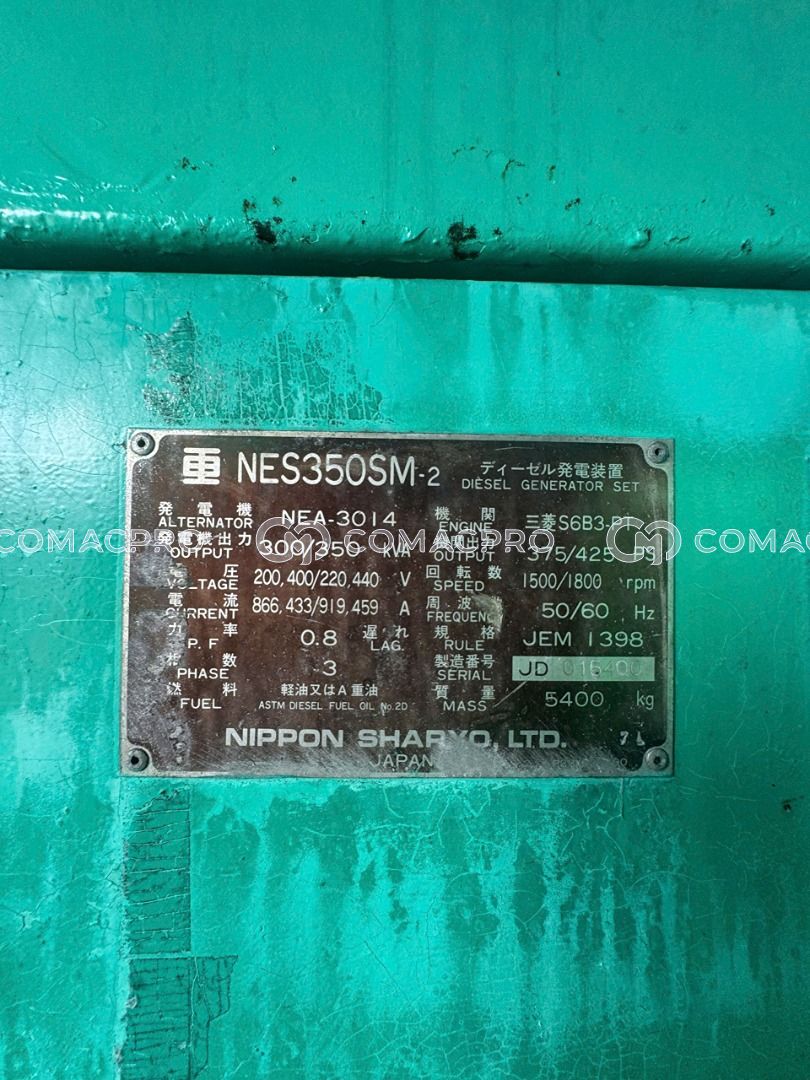 重 NES350SM-2 ディーゼル発電装置
DIESEL GENERATOR SET
発電機 NEA-3014 機関 三菱S6B3-PT
ALTERNATOR ENGINE
COMACPRO COMACPRO COMACPRO
発電機出力 300/350 kVA 機関出力 375/425 PS
OUTPUT OUTPUT
電圧 200,400/220,440 V 回転数 1500/1800 rpm
VOLTAGE SPEED
電流 866,433/919,459 A 周波数 50/60 Hz
CURRENT FREQUENCY
力率 0.8 遅れ 規格 JEM 1398
P.F LAG. RULE
相数 3 製造番号 JD 016400
PHASE SERIAL
燃料 軽油又はA重油 質量 5400 kg
FUEL ASTM DIESEL FUEL OIL No.2D MASS
NIPPON SHARYO, LTD.
JAPAN